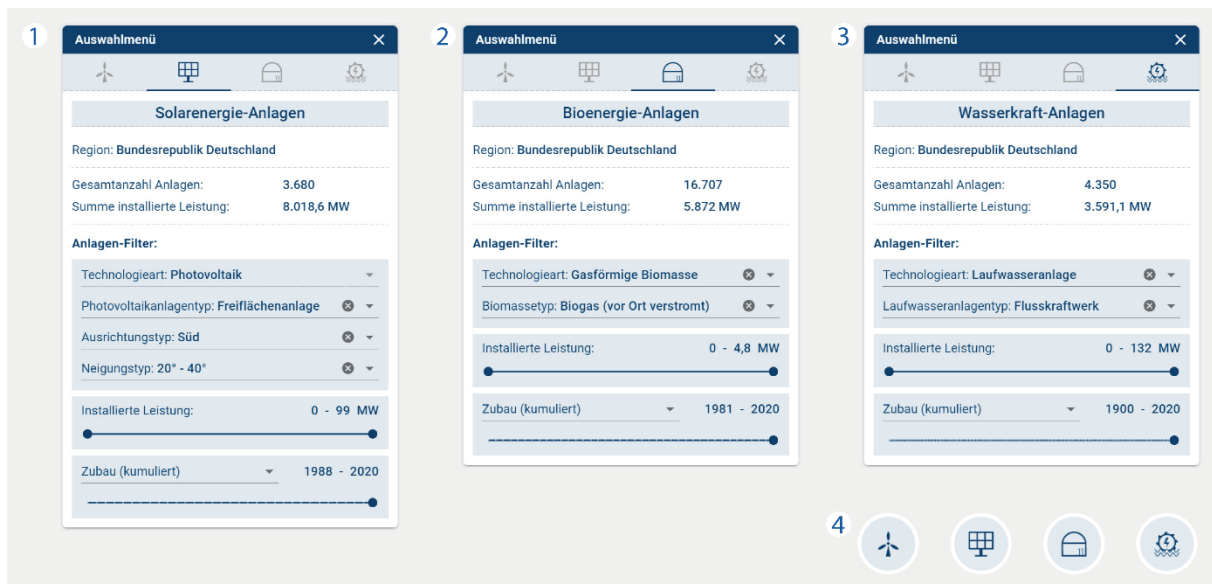 1
Auswahlmenü
Solarenergie-Anlagen
Region: Bundesrepublik Deutschland
Gesamtanzahl Anlagen: 3.680
Summe installierte Leistung: 8.018,6 MW
Anlagen-Filter:
Technologieart: Photovoltaik
Photovoltaikanlagentyp: Freiflächenanlage
Ausrichtungstyp: Süd
Neigungstyp: 20° - 40°
Installierte Leistung: 0 - 99 MW
Zubau (kumuliert) 1988 - 2020
2
Auswahlmenü
Bioenergie-Anlagen
Region: Bundesrepublik Deutschland
Gesamtanzahl Anlagen: 16.707
Summe installierte Leistung: 5.872 MW
Anlagen-Filter:
Technologieart: Gasförmige Biomasse
Biomassetyp: Biogas (vor Ort verstromt)
Installierte Leistung: 0 - 4,8 MW
Zubau (kumuliert) 1981 - 2020
3
Auswahlmenü
Wasserkraft-Anlagen
Region: Bundesrepublik Deutschland
Gesamtanzahl Anlagen: 4.350
Summe installierte Leistung: 3.591,1 MW
Anlagen-Filter:
Technologieart: Laufwasseranlage
Laufwasseranlagentyp: Flusskraftwerk
Installierte Leistung: 0 - 132 MW
Zubau (kumuliert) 1900 - 2020
4